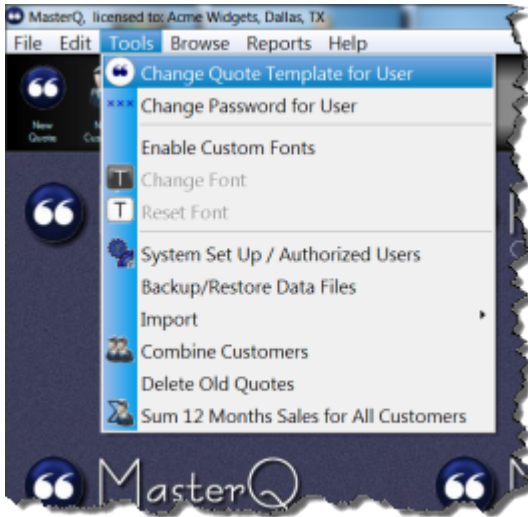 MasterQ, licensed to: Acme Widgets, Dallas, TX
File Edit Tools Browse Reports Help
Change Quote Template for User
××× Change Password for User
New
Quote
Enable Custom Fonts
T Change Font
T Reset Font
System Set Up / Authorized Users
Backup/Restore Data Files
Import
Combine Customers
Delete Old Quotes
Sum 12 Months Sales for All Customers
MasterQ